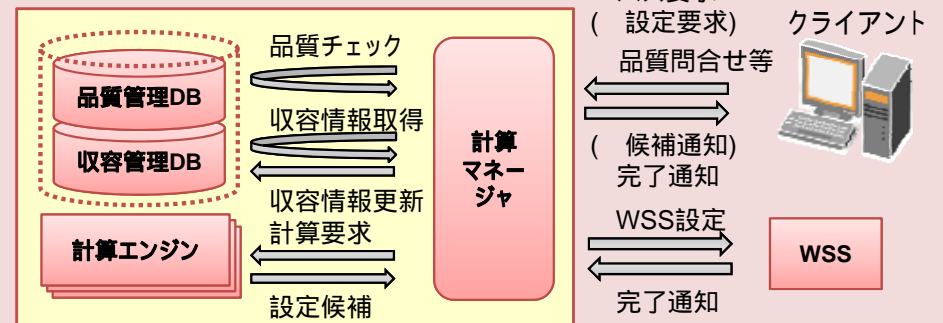 品質チェック
品質管理DB
収容情報取得
収容管理DB
収容情報更新
計算要求
計算エンジン
設定候補
計算
マネー
ジャ
( 設定要求)
クライアント
品質問合せ等
( 候補通知)
完了通知
WSS設定
WSS
完了通知